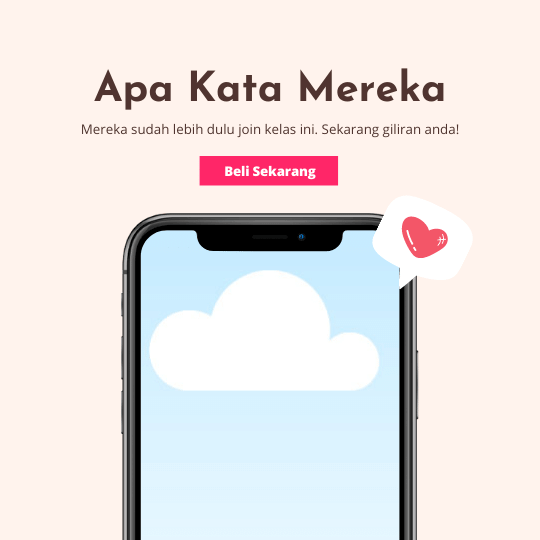 Apa Kata Mereka
Mereka sudah lebih dulu join kelas ini. Sekarang giliran anda!
Beli Sekarang